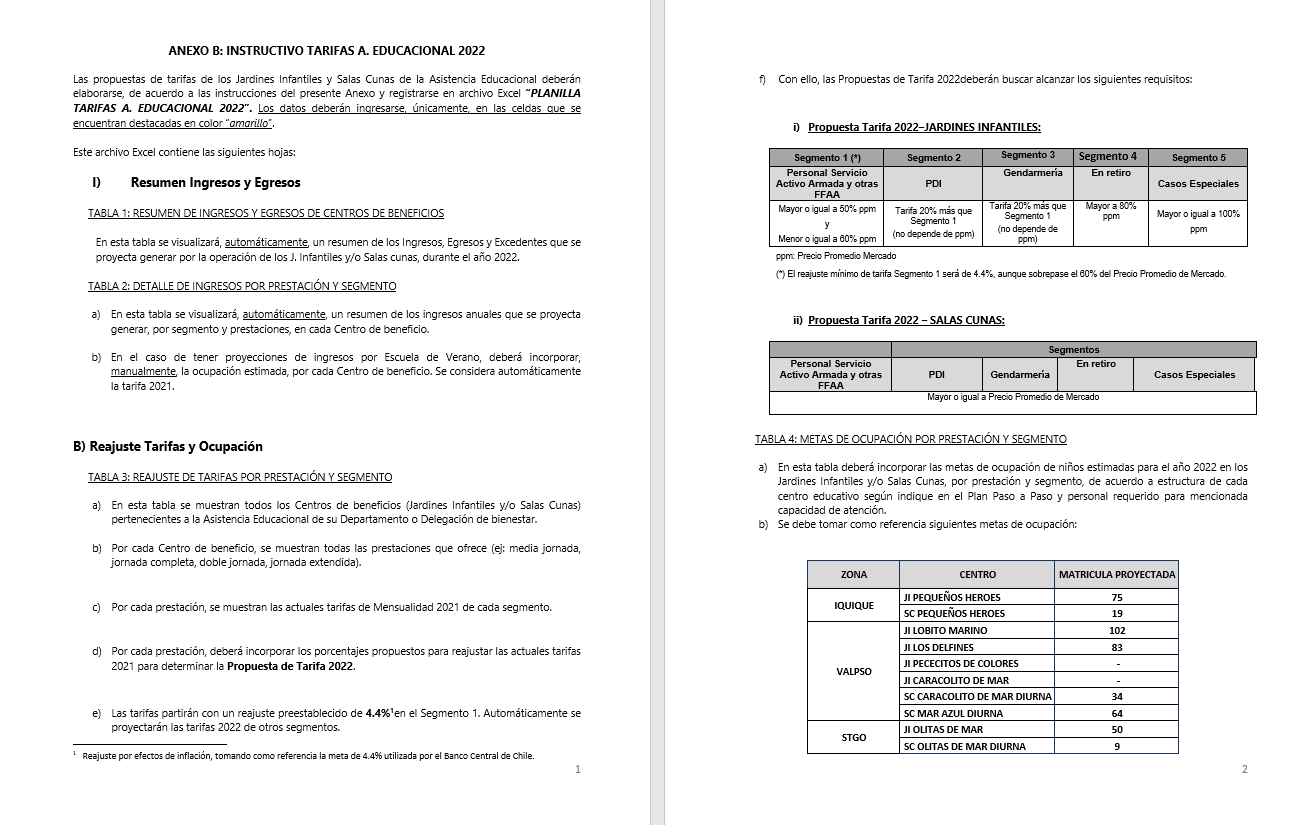 ANEXO B: INSTRUCTIVO TARIFAS A. EDUCACIONAL 2022
Las propuestas de tarifas de los Jardines Infantiles y Salas Cunas de la Asistencia Educacional deberán
elaborarse, de acuerdo a las instrucciones del presente Anexo y registrarse en archivo Excel "PLANILLA
TARIFAS A. EDUCACIONAL 2022". Los datos deberán ingresarse, únicamente, en las celdas que se
encuentran destacadas en color "amarillo".
Este archivo Excel contiene las siguientes hojas:
I) Resumen Ingresos y Egresos
TABLA 1: RESUMEN DE INGRESOS Y EGRESOS DE CENTROS DE BENEFICIOS
En esta tabla se visualizará, automáticamente, un resumen de los Ingresos, Egresos y Excedentes que se
proyecta generar por la operación de los J. Infantiles y/o Salas cunas, durante el año 2022.
TABLA 2: DETALLE DE INGRESOS POR PRESTACIÓN Y SEGMENTO
a) En esta tabla se visualizará, automáticamente, un resumen de los ingresos anuales que se proyecta
generar, por segmento y prestaciones, en cada Centro de beneficio.
b) En el caso de tener proyecciones de ingresos por Escuela de Verano, deberá incorporar,
manualmente, la ocupación estimada, por cada Centro de beneficio. Se considera automáticamente
la tarifa 2021.
B) Reajuste Tarifas y Ocupación
TABLA 3: REAJUSTE DE TARIFAS POR PRESTACIÓN Y SEGMENTO
a) En esta tabla se muestran todos los Centros de beneficios (Jardines Infantiles y/o Salas Cunas)
pertenecientes a la Asistencia Educacional de su Departamento o Delegación de bienestar.
b) Por cada Centro de beneficio, se muestran todas las prestaciones que ofrece (ej: media jornada,
jornada completa, doble jornada, jornada extendida).
c) Por cada prestación, se muestran las actuales tarifas de Mensualidad 2021 de cada segmento.
d) Por cada prestación, deberá incorporar los porcentajes propuestos para reajustar las actuales tarifas
2021 para determinar la Propuesta de Tarifa 2022.
e) Las tarifas partirán con un reajuste preestablecido de 4.4%¹en el Segmento 1. Automáticamente se
proyectarán las tarifas 2022 de otros segmentos.
1 Reajuste por efectos de inflación, tomando como referencia la meta de 4.4% utilizada por el Banco Central de Chile.
1
f) Con ello, las Propuestas de Tarifa 2022deberán buscar alcanzar los siguientes requisitos:
i) Propuesta Tarifa 2022–JARDINES INFANTILES:
Segmento 1 (*) Segmento 2 Segmento 3 Segmento 4 Segmento 5
Personal Servicio Activo Armada y otras FFAA PDI Gendarmería En retiro Casos Especiales
Mayor o igual a 50% ppm y Menor o igual a 60% ppm Tarifa 20% más que Segmento 1 (no depende de ppm) Tarifa 20% más que Segmento 1 (no depende de ppm) Mayor a 80% ppm Mayor o igual a 100% ppm
ppm: Precio Promedio Mercado
(*) El reajuste mínimo de tarifa Segmento 1 será de 4.4%, aunque sobrepase el 60% del Precio Promedio de Mercado.
ii) Propuesta Tarifa 2022 – SALAS CUNAS:
Segmentos
Personal Servicio Activo Armada y otras FFAA PDI Gendarmería En retiro Casos Especiales
Mayor o igual a Precio Promedio de Mercado
TABLA 4: METAS DE OCUPACIÓN POR PRESTACIÓN Y SEGMENTO
a) En esta tabla deberá incorporar las metas de ocupación de niños estimadas para el año 2022 en los
Jardines Infantiles y/o Salas Cunas, por prestación y segmento, de acuerdo a estructura de cada
centro educativo según indique en el Plan Paso a Paso y personal requerido para mencionada
capacidad de atención.
b) Se debe tomar como referencia siguientes metas de ocupación:
ZONA CENTRO MATRICULA PROYECTADA
IQUIQUE JI PEQUEÑOS HEROES 75
SC PEQUEÑOS HEROES 19
VALPSO JI LOBITO MARINO 102
JI LOS DELFINES 83
JI PECECITOS DE COLORES -
JI CARACOLITO DE MAR -
SC CARACOLITO DE MAR DIURNA 34
SC MAR AZUL DIURNA 64
STGO JI OLITAS DE MAR 50
SC OLITAS DE MAR DIURNA 9
2